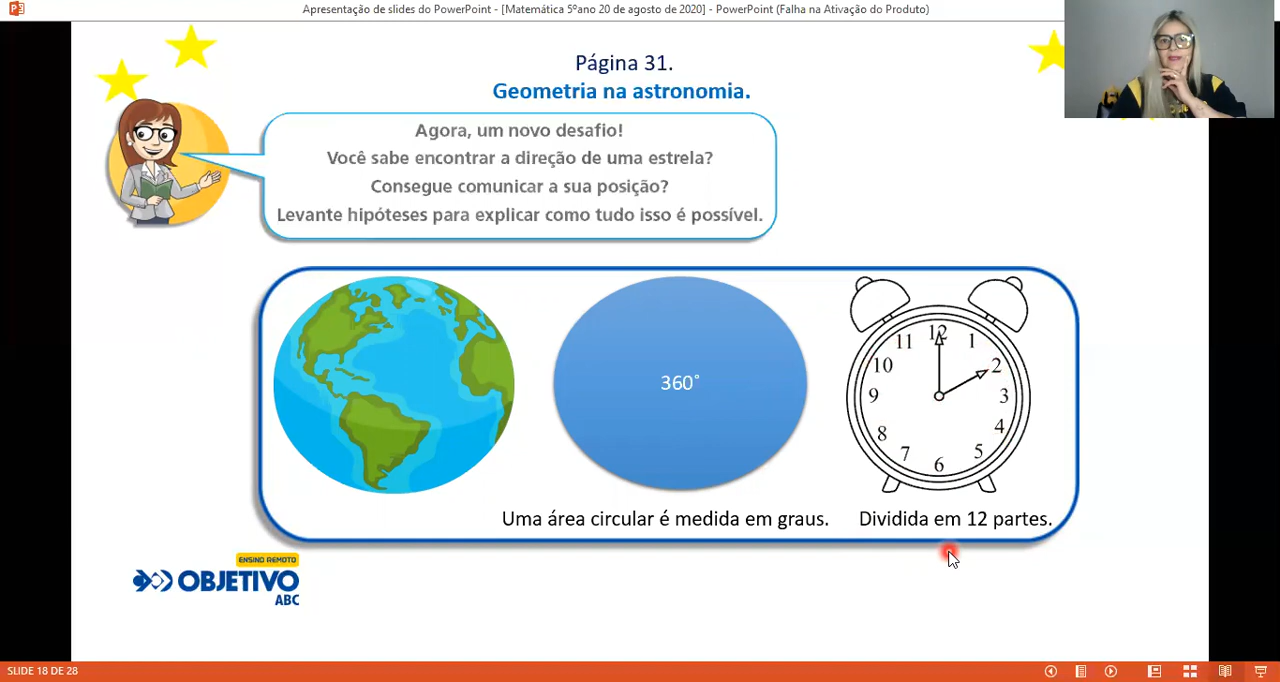 Apresentação de slides do PowerPoint - [Matemática 5ºano 20 de agosto de 2020] - PowerPoint (Falha na Ativação do Produto)
Página 31.
Geometria na astronomia.
Agora, um novo desafio!
Você sabe encontrar a direção de uma estrela?
Consegue comunicar a sua posição?
Levante hipóteses para explicar como tudo isso é possível.
360˚
12
11
1
10
2
9
3
8
4
7
5
6
Uma área circular é medida em graus.
Dividida em 12 partes.
ENSINO REMOTO
OBJETIVO
ABC
SLIDE 18 DE 28